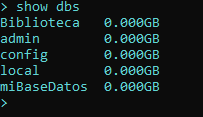 > show dbs
Biblioteca   0.000GB
admin        0.000GB
config       0.000GB
local        0.000GB
miBaseDatos  0.000GB
>